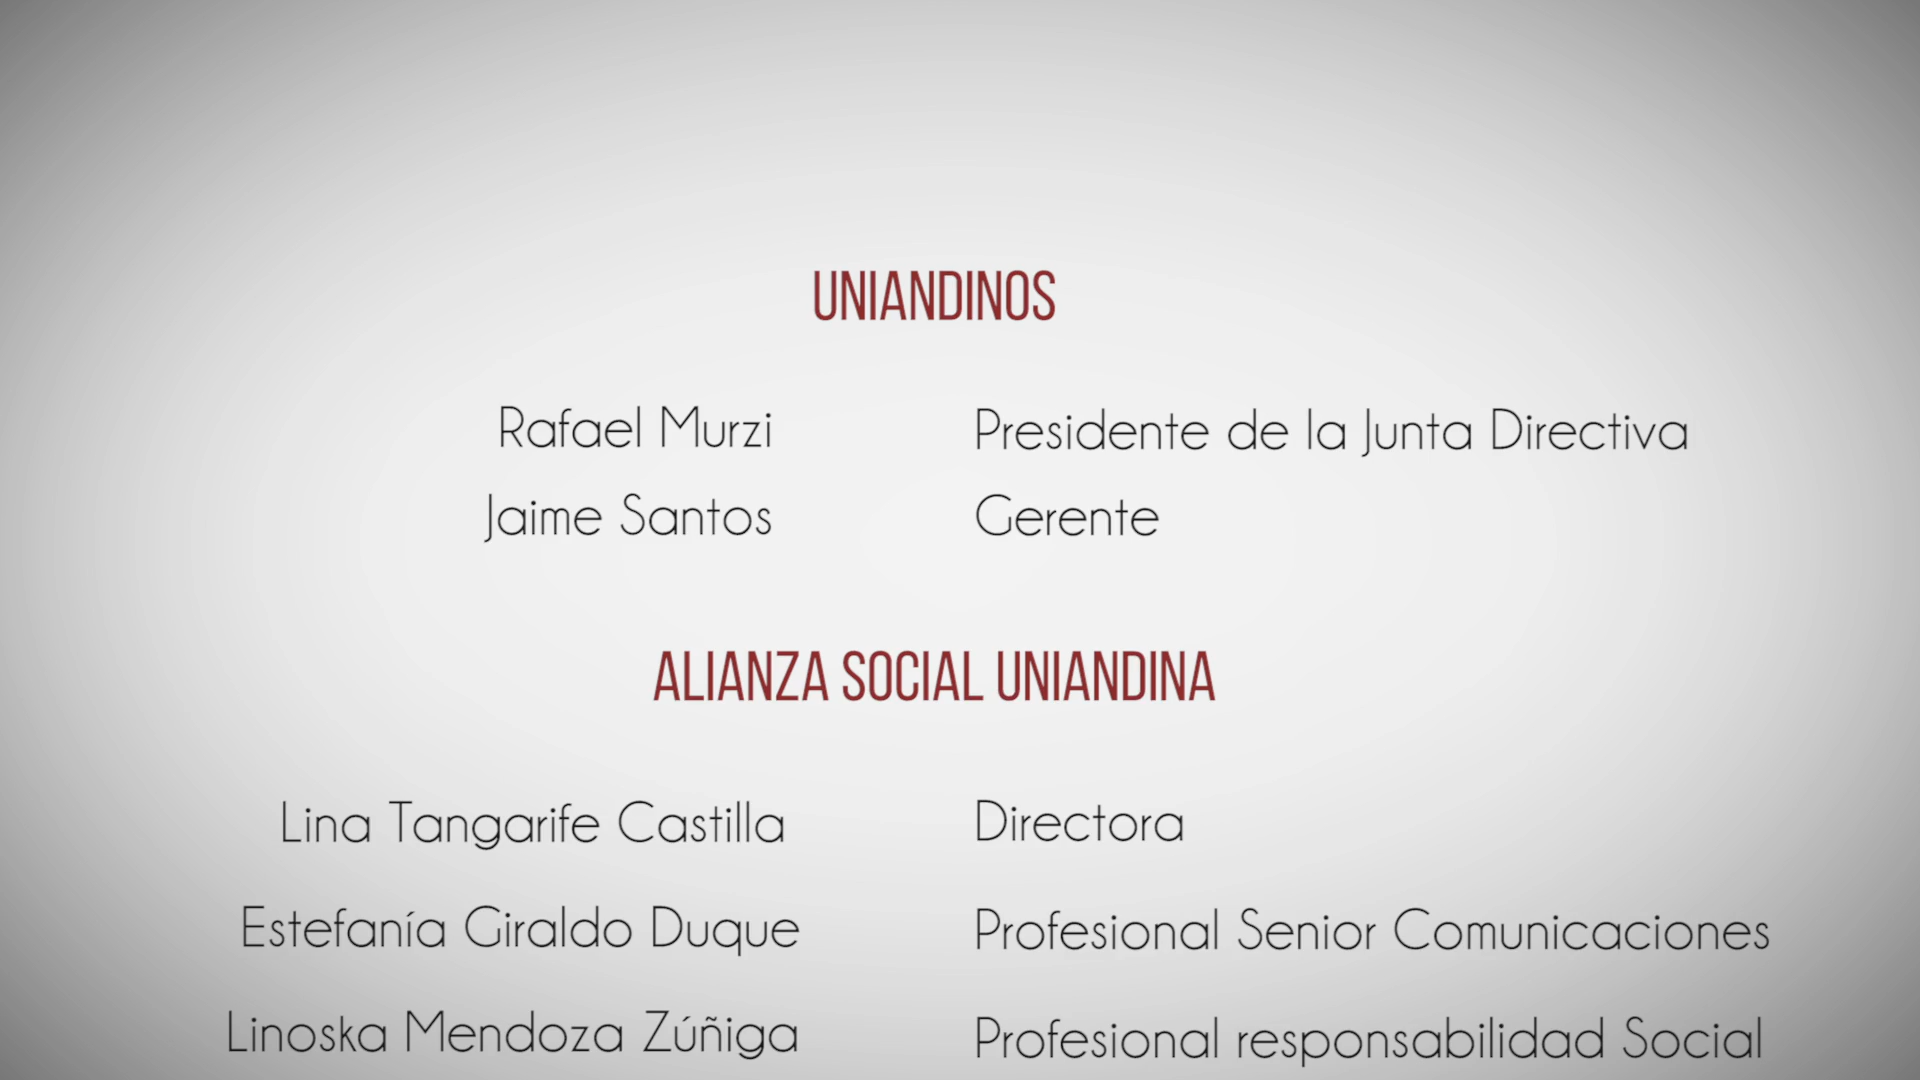 UNIANDINOS
Rafael Murzi Presidente de la Junta Directiva
Jaime Santos Gerente
ALIANZA SOCIAL UNIANDINA
Lina Tangarife Castilla Directora
Estefanía Giraldo Duque Profesional Senior Comunicaciones
Linoska Mendoza Zúñiga Profesional responsabilidad Social